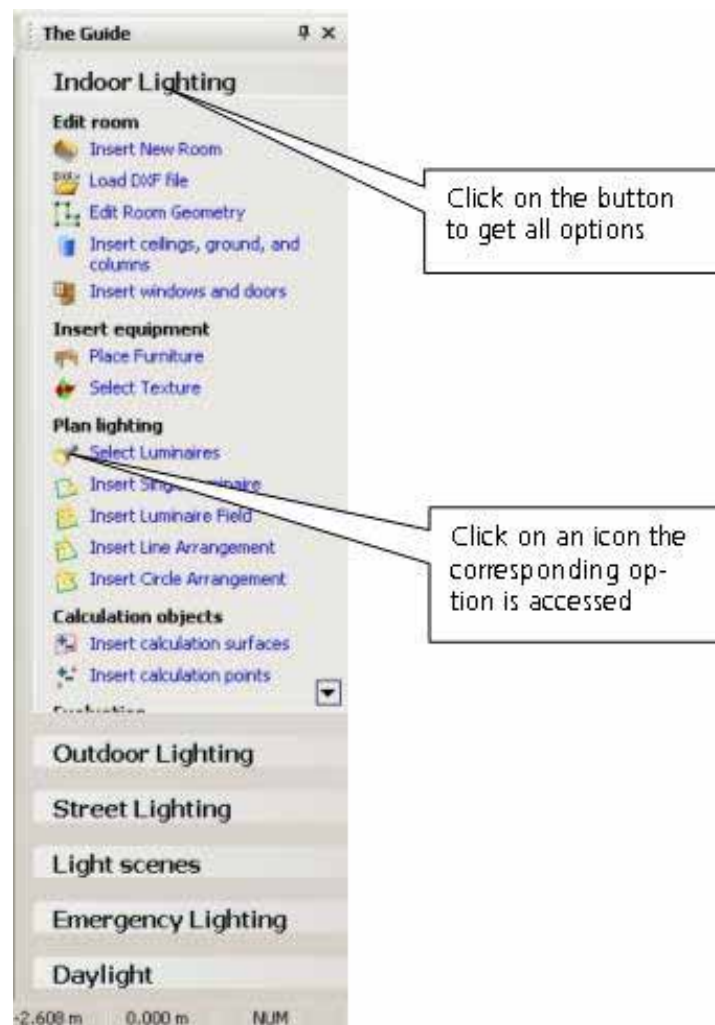 The Guide
Indoor Lighting
Edit room
Insert New Room
Load DXF file
Edit Room Geometry
Insert ceilings, ground, and
columns
Insert windows and doors
Insert equipment
Place Furniture
Select Texture
Plan lighting
Select Luminaires
Insert Single Luminaire
Insert Luminaire Field
Insert Line Arrangement
Insert Circle Arrangement
Calculation objects
Insert calculation surfaces
Insert calculation points
Evaluation
Outdoor Lighting
Street Lighting
Light scenes
Emergency Lighting
Daylight
-2.608 m 0.000 m NUM
Click on the button
to get all options
Click on an icon the
corresponding op-
tion is accessed